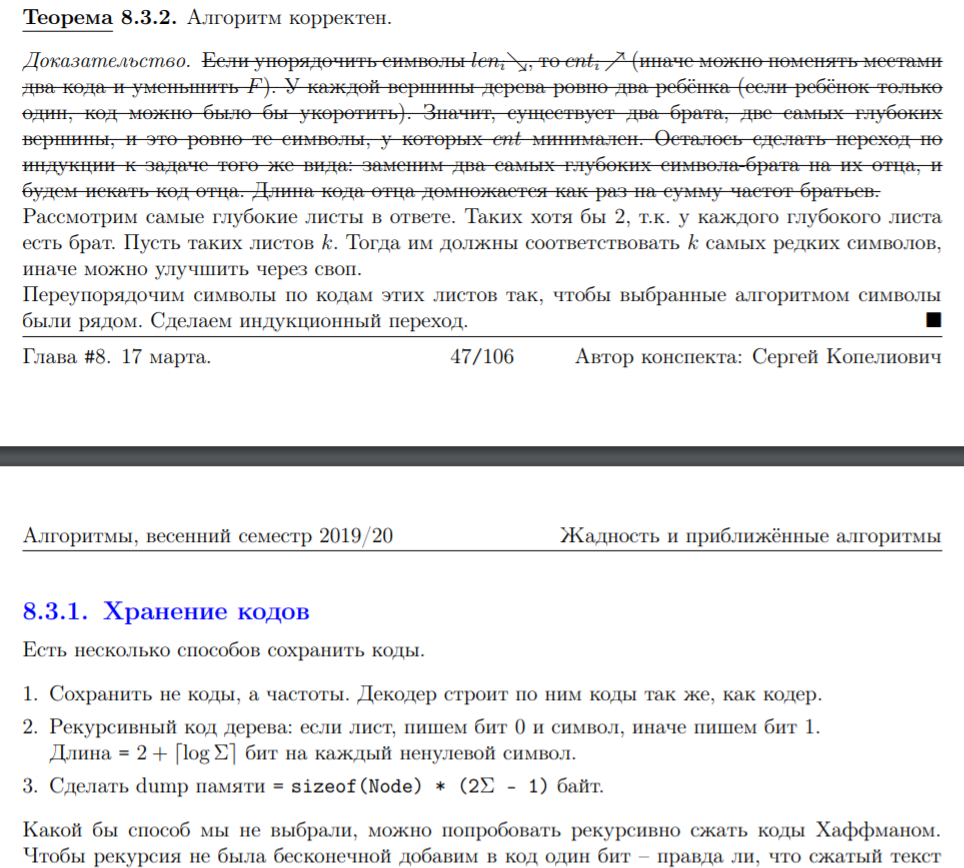 Теорема 8.3.2. Алгоритм корректен.
Доказательство. Если упорядочить символы lenᵢ ↘, то cntᵢ ↗ (иначе можно поменять местами
два кода и уменьшить F). У каждой вершины дерева ровно два ребёнка (если ребёнок только
один, код можно было бы укоротить). Значит, существует два брата, две самых глубоких
вершины, и это ровно те символы, у которых cnt минимален. Осталось сделать переход по
индукции к задаче того же вида: заменим два самых глубоких символа-брата на их отца, и
будем искать код отца. Длина кода отца домножается как раз на сумму частот братьев.
Рассмотрим самые глубокие листы в ответе. Таких хотя бы 2, т.к. у каждого глубокого листа
есть брат. Пусть таких листов k. Тогда им должны соответствовать k самых редких символов,
иначе можно улучшить через своп.
Переупорядочим символы по кодам этих листов так, чтобы выбранные алгоритмом символы
были рядом. Сделаем индукционный переход. ■
Глава #8. 17 марта. 47/106 Автор конспекта: Сергей Копелиович
Алгоритмы, весенний семестр 2019/20 Жадность и приближённые алгоритмы
8.3.1. Хранение кодов
Есть несколько способов сохранить коды.
1. Сохранить не коды, а частоты. Декодер строит по ним коды так же, как кодер.
2. Рекурсивный код дерева: если лист, пишем бит 0 и символ, иначе пишем бит 1.
Длина = 2 + ⌈log Σ⌉ бит на каждый ненулевой символ.
3. Сделать dump памяти = sizeof(Node) * (2Σ - 1) байт.
Какой бы способ мы не выбрали, можно попробовать рекурсивно сжать коды Хаффманом.
Чтобы рекурсия не была бесконечной добавим в код один бит – правда ли, что сжатый текст